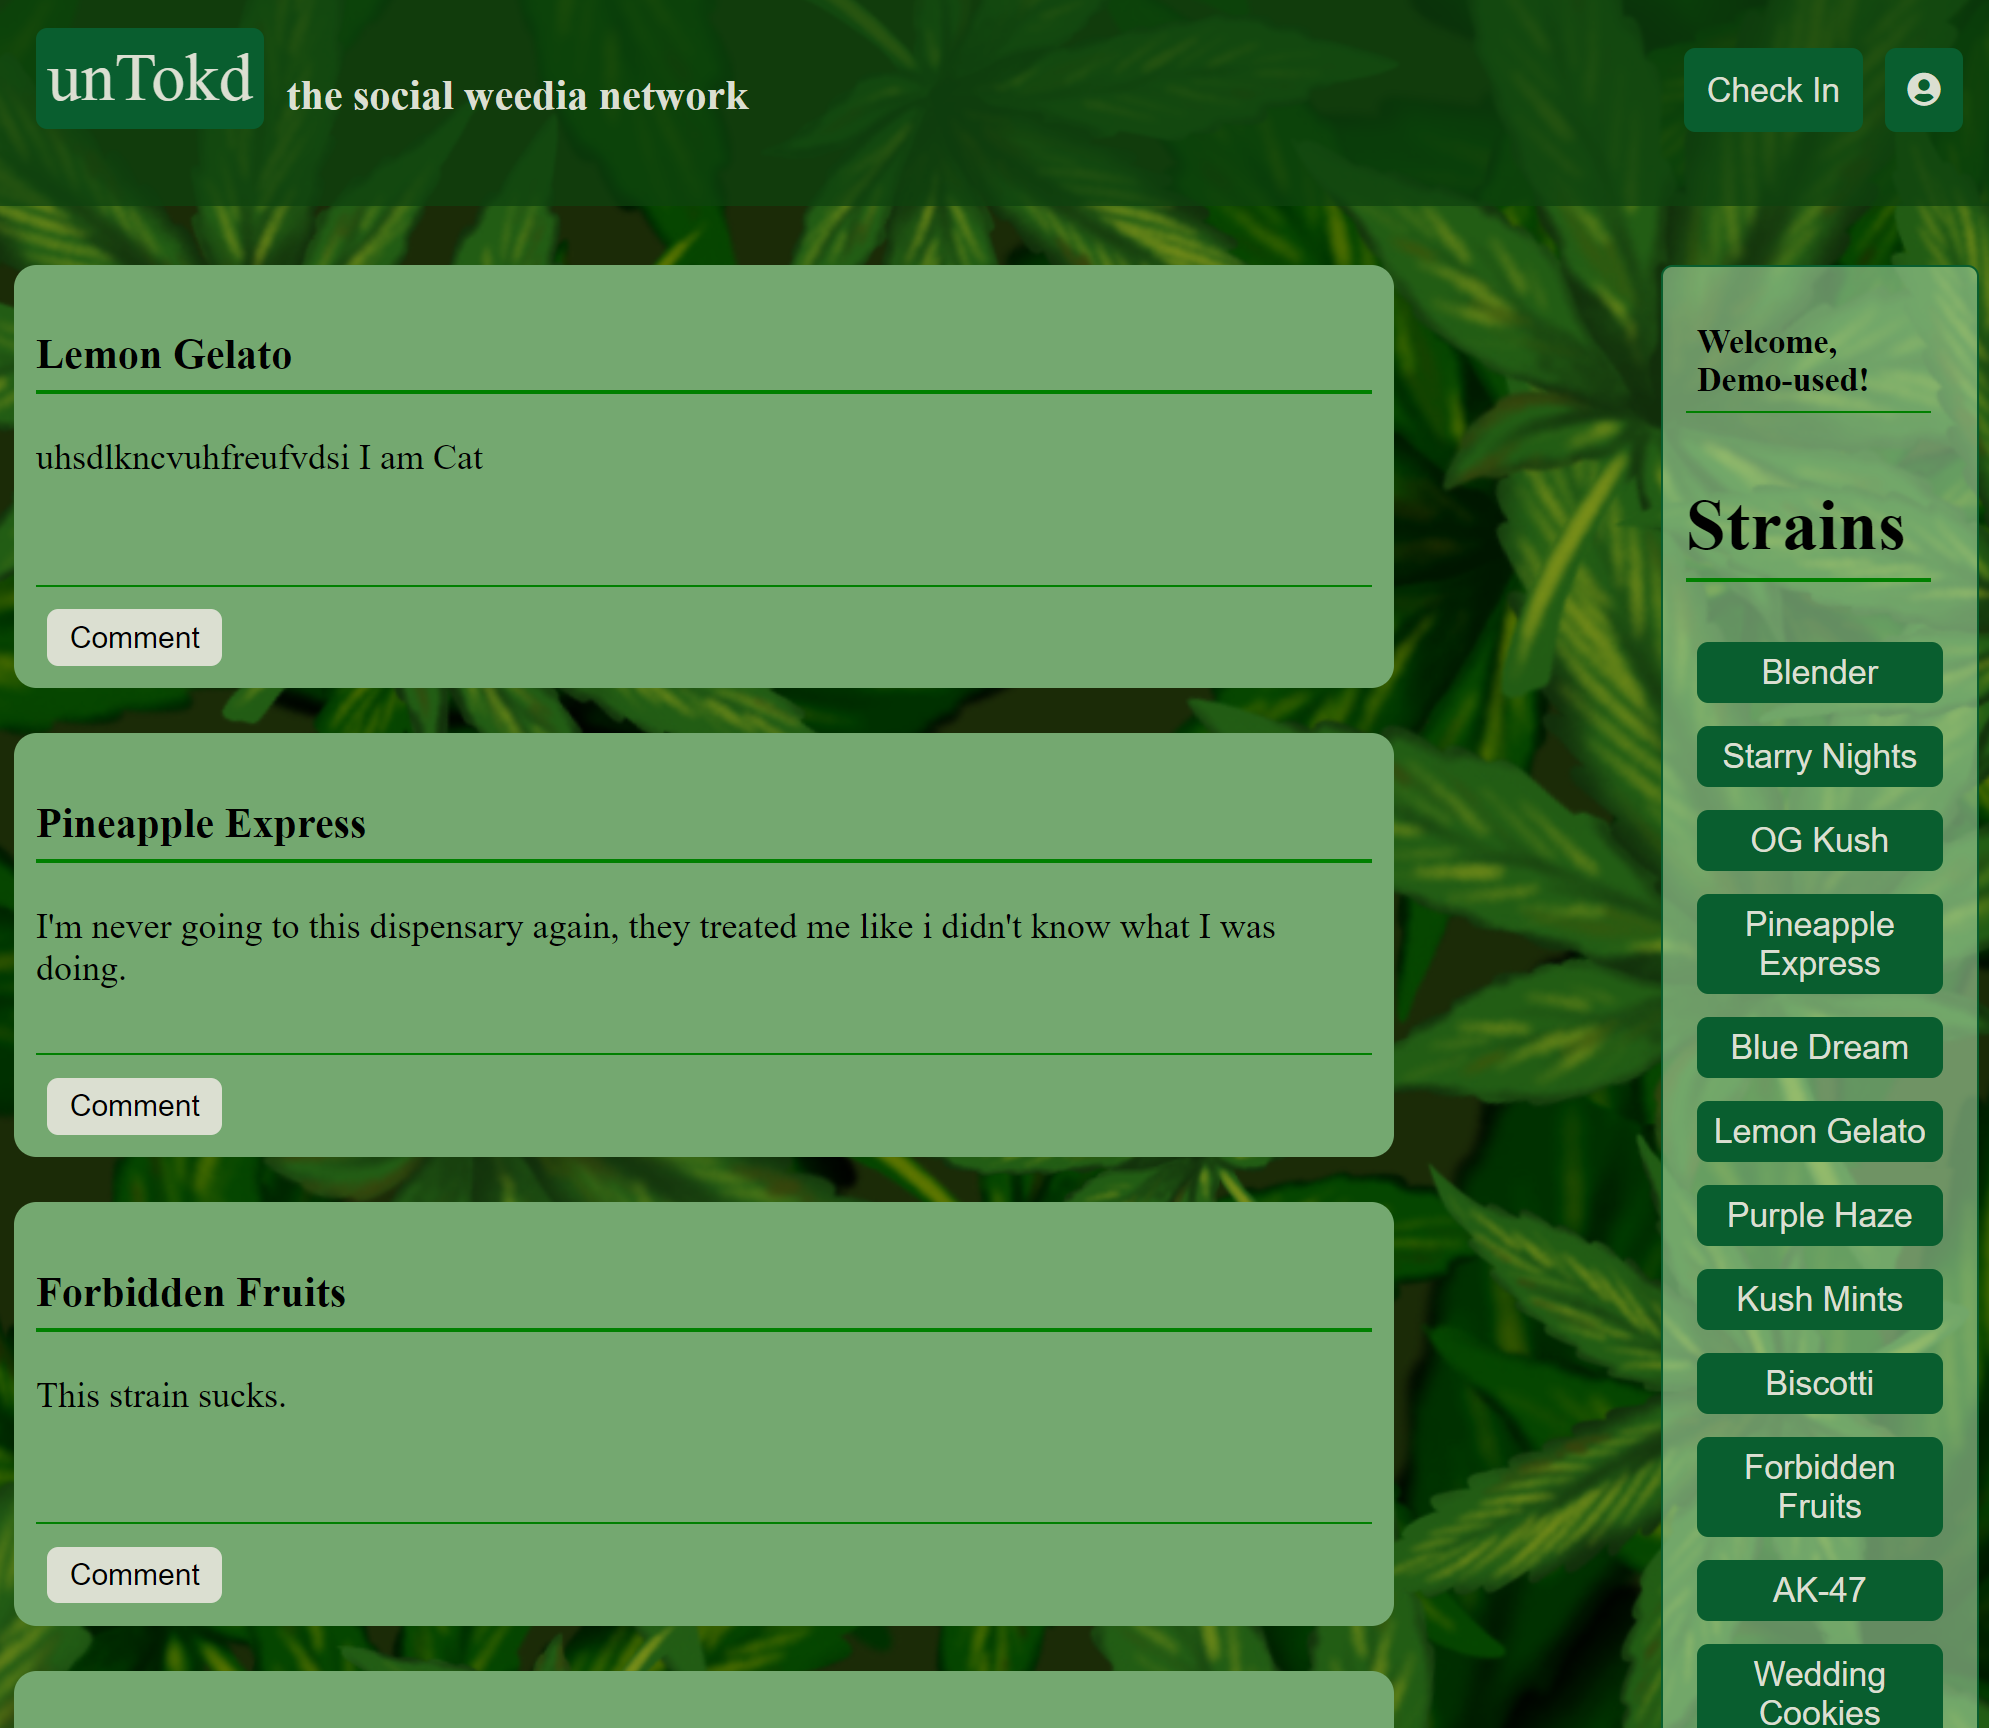 unTokd
the social weedia network
Check In
Lemon Gelato
uhsdlkncvuhfreufvdsi I am Cat
Comment
Pineapple Express
I'm never going to this dispensary again, they treated me like i didn't know what I was
doing.
Comment
Forbidden Fruits
This strain sucks.
Comment
Welcome,
Demo-used!
Strains
Blender
Starry Nights
OG Kush
Pineapple
Express
Blue Dream
Lemon Gelato
Purple Haze
Kush Mints
Biscotti
Forbidden
Fruits
AK-47
Wedding
Cookies